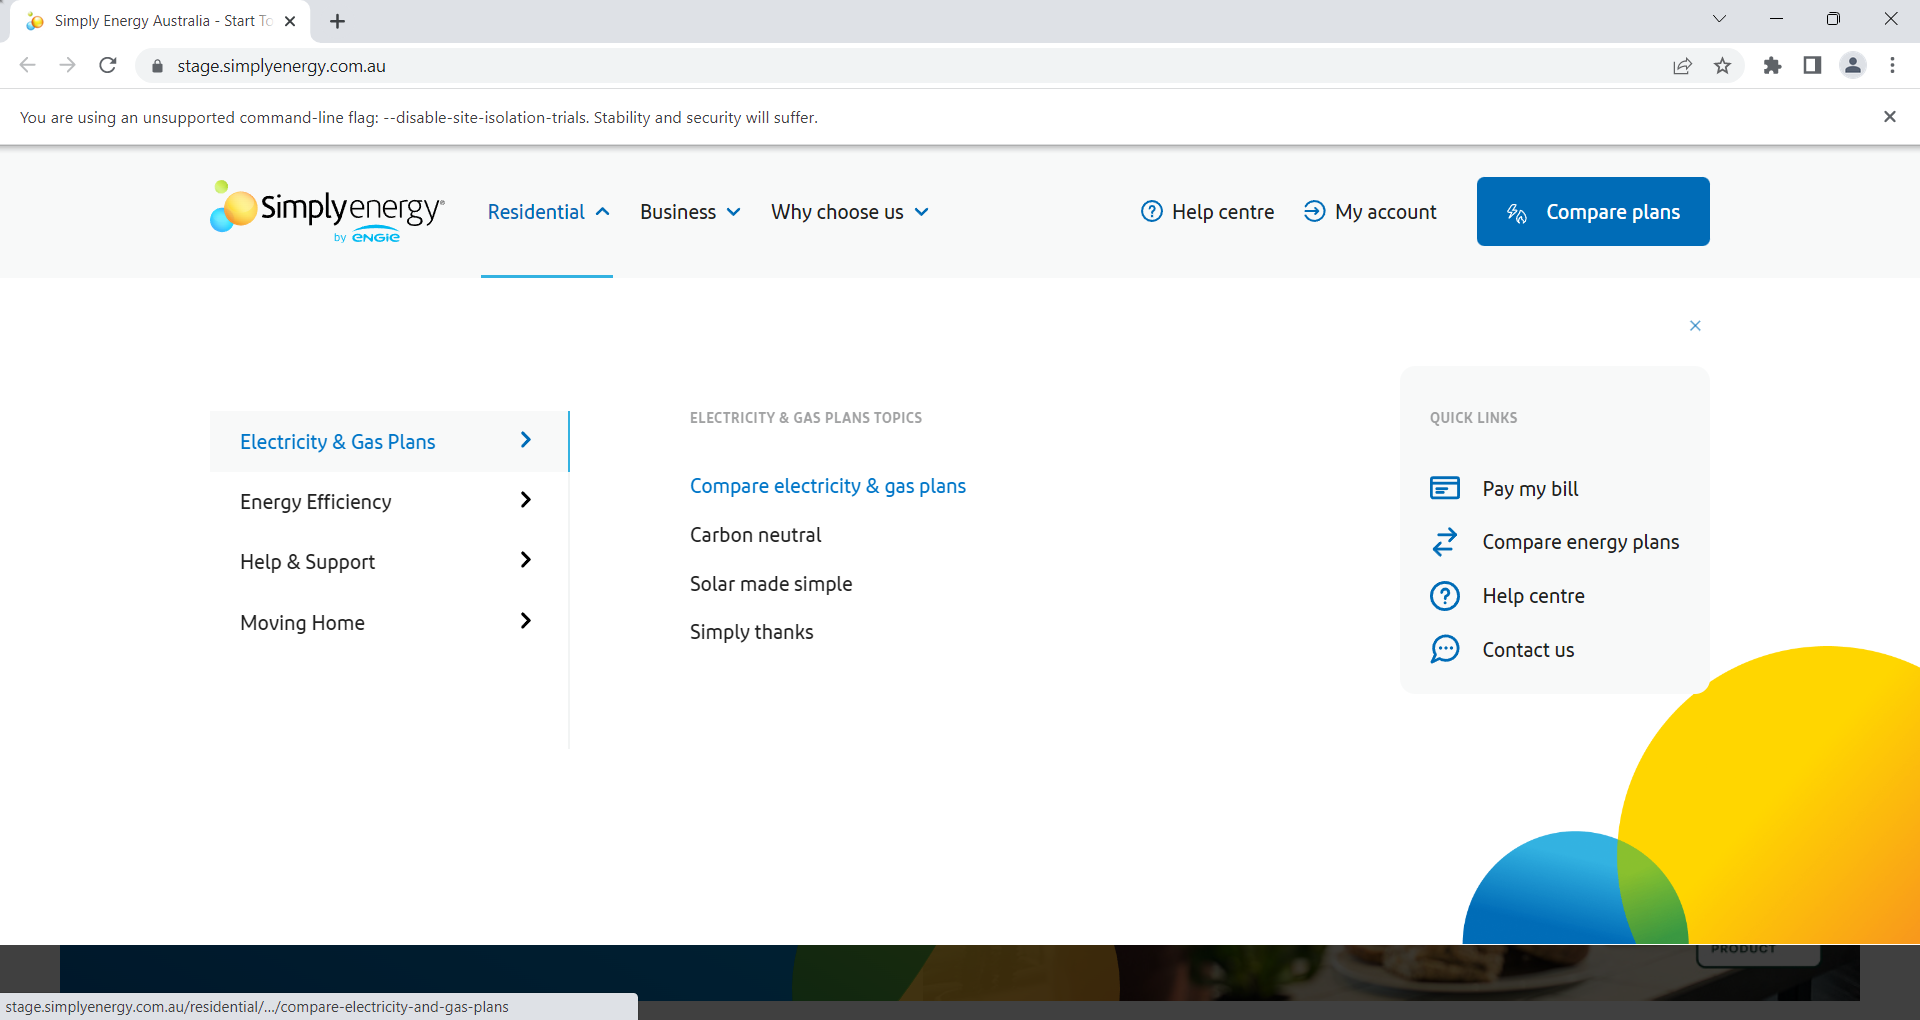 Simply Energy Australia - Start To
stage.simplyenergy.com.au
You are using an unsupported command-line flag: --disable-site-isolation-trials. Stability and security will suffer.
Simplyenergy®
by ENGIE
Residential
Business
Why choose us
Help centre
My account
Compare plans
Electricity & Gas Plans
Energy Efficiency
Help & Support
Moving Home
ELECTRICITY & GAS PLANS TOPICS
Compare electricity & gas plans
Carbon neutral
Solar made simple
Simply thanks
QUICK LINKS
Pay my bill
Compare energy plans
Help centre
Contact us
PRODUCT
stage.simplyenergy.com.au/residential/.../compare-electricity-and-gas-plans